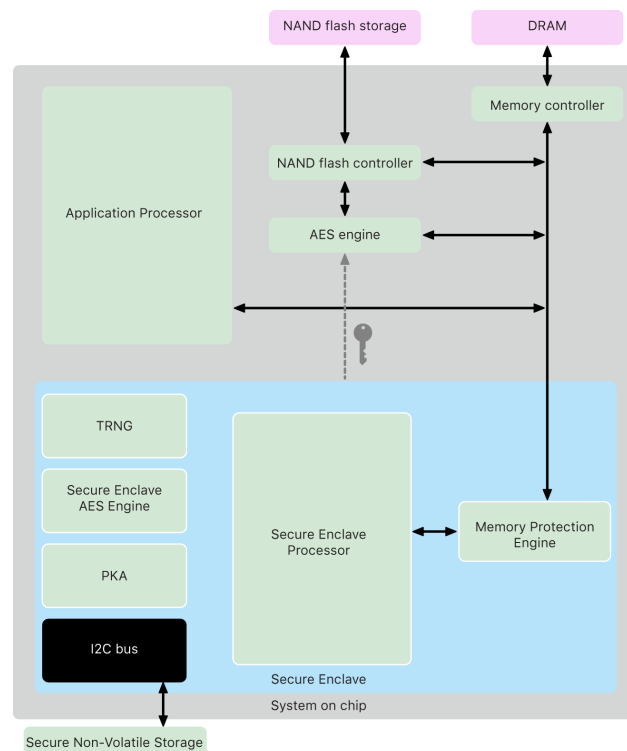 NAND flash storage
DRAM
Memory controller
NAND flash controller
Application Processor
AES engine
TRNG
Secure Enclave
AES Engine
Secure Enclave
Processor
Memory Protection
Engine
PKA
I2C bus
Secure Enclave
System on chip
Secure Non-Volatile Storage